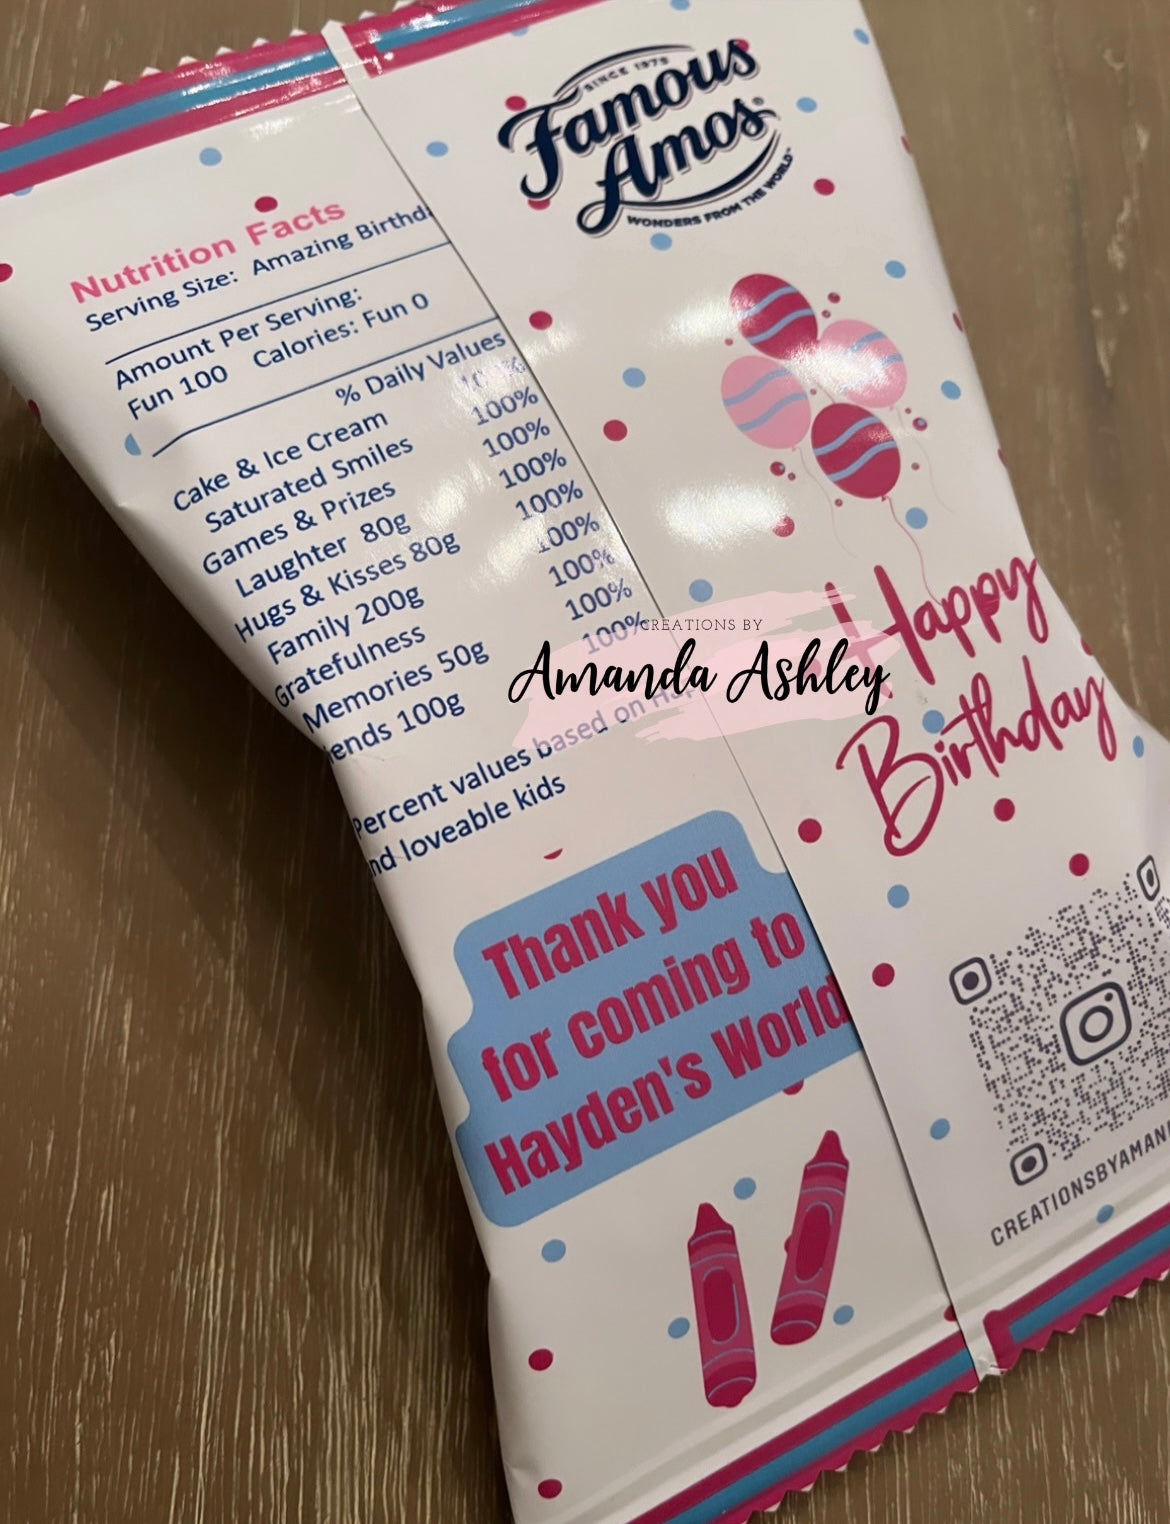 SINCE 1975
Famous
Amos
WONDERS FROM THE WORLD
Nutrition Facts
Serving Size: Amazing Birthda
Amount Per Serving:
Fun 100 Calories: Fun 0
% Daily Values
Cake & Ice Cream 100%
Saturated Smiles 100%
Games & Prizes 100%
Laughter 80g 100%
Hugs & Kisses 80g 100%
Family 200g 100%
Gratefulness 100%
Memories 50g 100%
iends 100g 100%
Percent values based on
nd loveable kids
CREATIONS BY
Amanda Ashley
Happy
Birthday
Thank you
for coming to
Hayden's World
CREATIONSBYAMAN